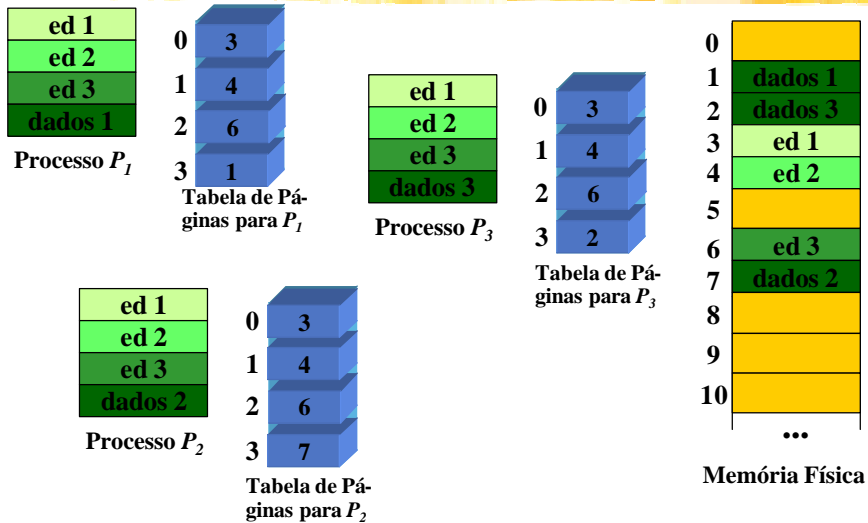 ed 1
ed 2
ed 3
dados 1
Processo P1
0 3
1 4
2 6
3 1
Tabela de Pá-
ginas para P1
ed 1
ed 2
ed 3
dados 3
Processo P3
0 3
1 4
2 6
3 2
Tabela de Pá-
ginas para P3
ed 1
ed 2
ed 3
dados 2
Processo P2
0 3
1 4
2 6
3 7
Tabela de Pá-
ginas para P2
0
1 dados 1
2 dados 3
3 ed 1
4 ed 2
5
6 ed 3
7 dados 2
8
9
10
...
Memória Física